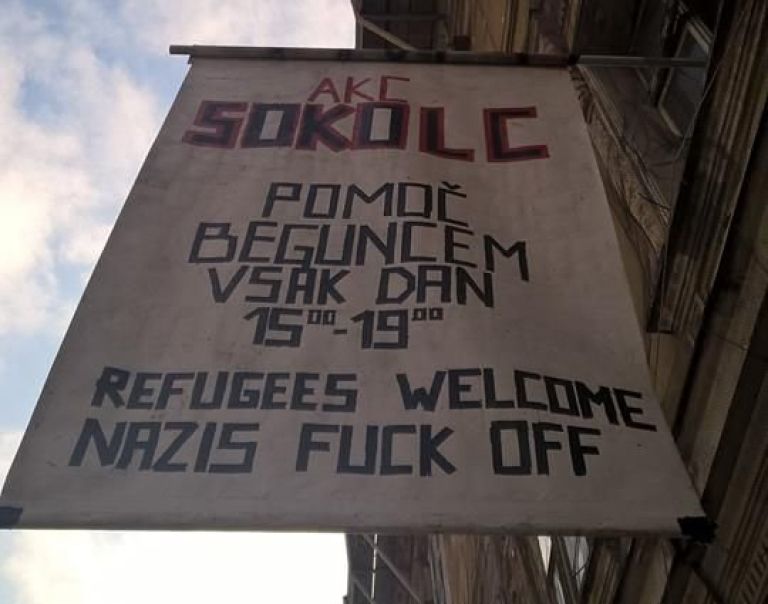 AKC
SOKOLC
POMOČ
BEGUNCEM
VSAK DAN
15⁰⁰-19⁰⁰
REFUGEES WELCOME
NAZIS FUCK OFF